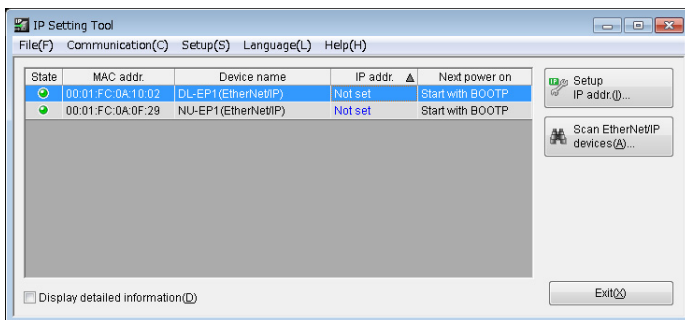 IP Setting Tool
File(F) Communication(C) Setup(S) Language(L) Help(H)
State MAC addr. Device name IP addr. Next power on
00:01:FC:0A:10:02 DL-EP1(EtherNet/IP) Not set Start with BOOTP
00:01:FC:0A:0F:29 NU-EP1(EtherNet/IP) Not set Start with BOOTP
Setup
IP addr.(I)...
Scan EtherNet/IP
devices(A)...
Display detailed information(D)
Exit(X)